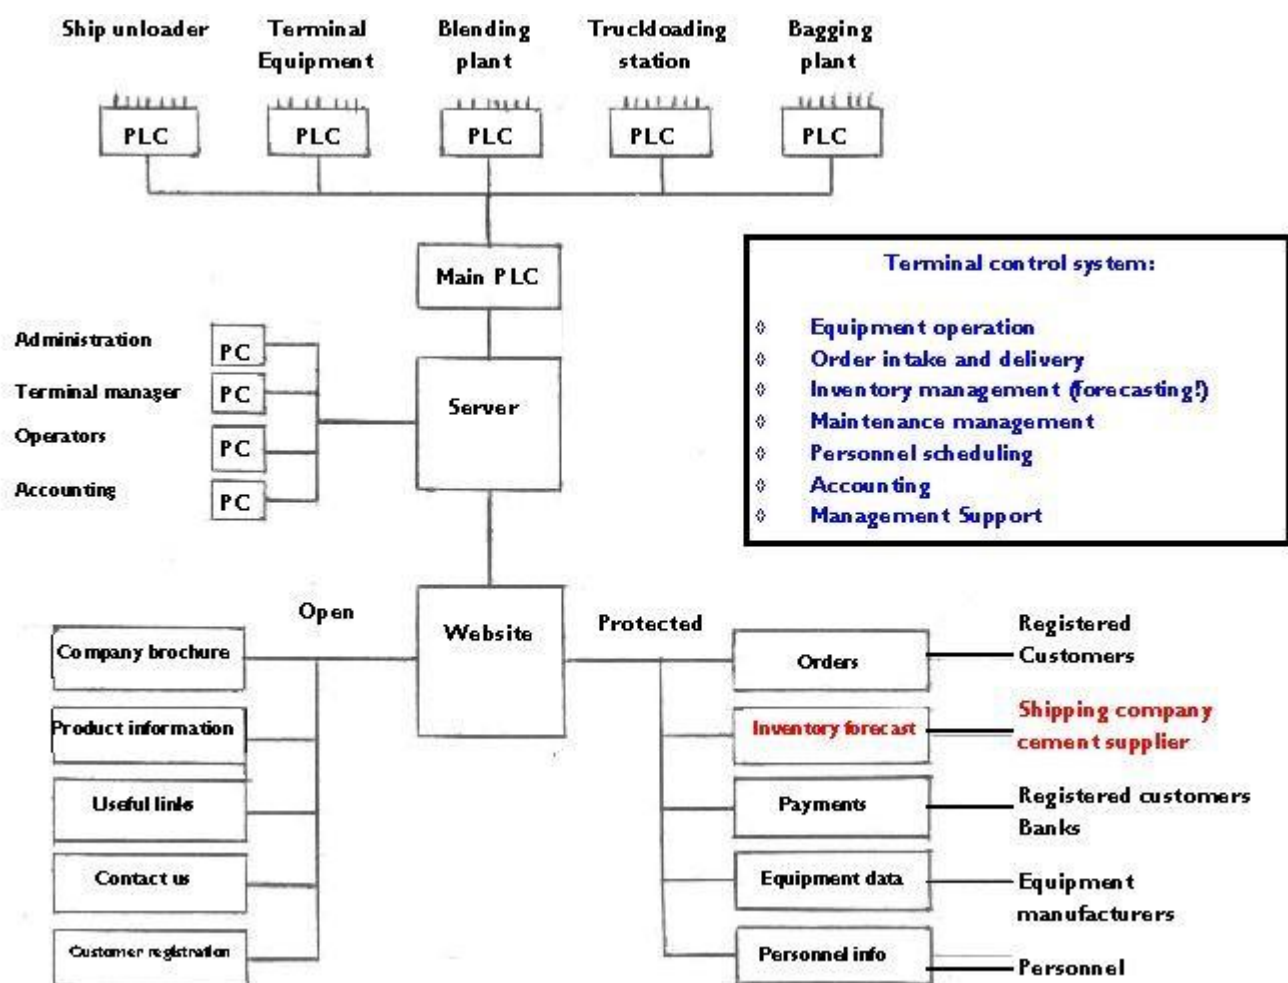 Ship unloader
Terminal
Equipment
Blending
plant
Truckloading
station
Bagging
plant
PLC
PLC
PLC
PLC
PLC
Main PLC
Terminal control system:
◊ Equipment operation
◊ Order intake and delivery
◊ Inventory management (forecasting!)
◊ Maintenance management
◊ Personnel scheduling
◊ Accounting
◊ Management Support
Administration
PC
Terminal manager
PC
Operators
PC
Accounting
PC
Server
Website
Open
Company brochure
Product information
Useful links
Contact us
Customer registration
Protected
Orders
Registered
Customers
Inventory forecast
Shipping company
cement supplier
Payments
Registered customers
Banks
Equipment data
Equipment
manufacturers
Personnel info
Personnel